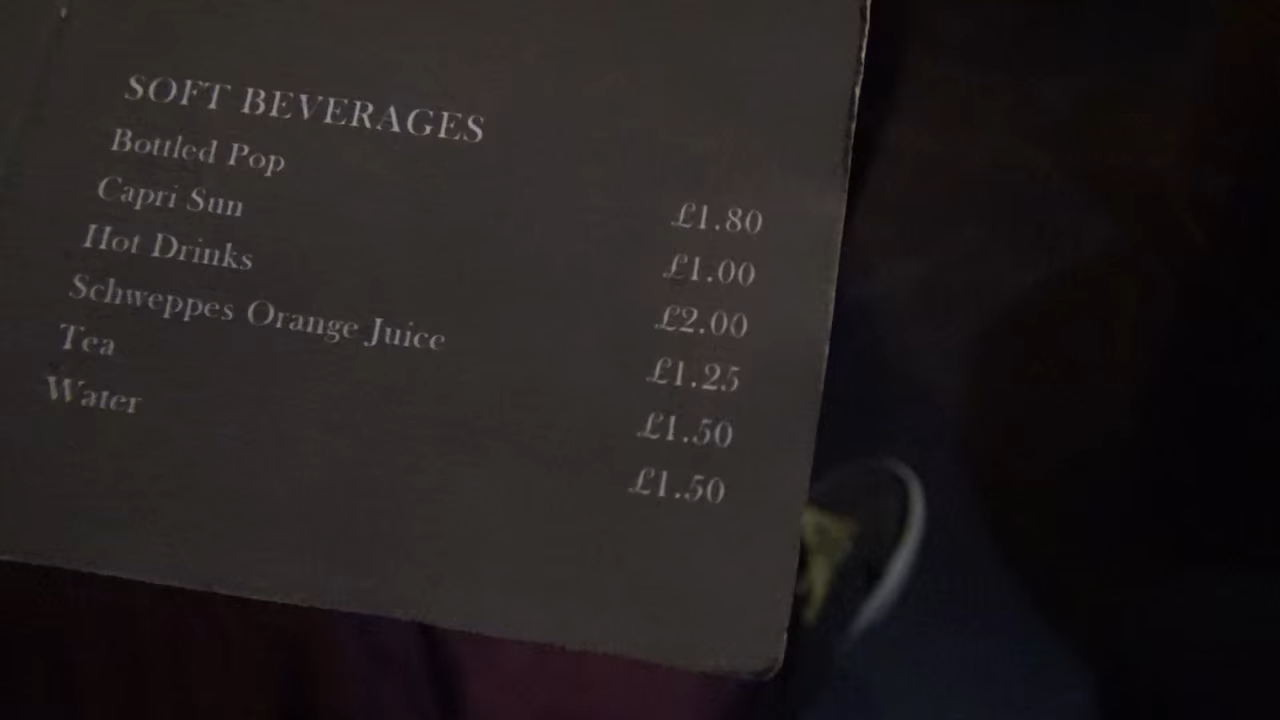 SOFT BEVERAGES
Bottled Pop £1.80
Capri Sun £1.00
Hot Drinks £2.00
Schweppes Orange Juice £1.25
Tea £1.50
Water £1.50